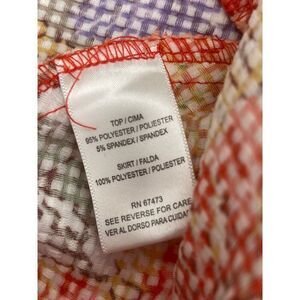 TOP / CIMA
95% POLYESTER / POLIESTER
5% SPANDEX / SPANDEX
SKIRT / FALDA
100% POLYESTER / POLIESTER
RN 67473
SEE REVERSE FOR CARE
VER AL DORSO PARA CUIDA